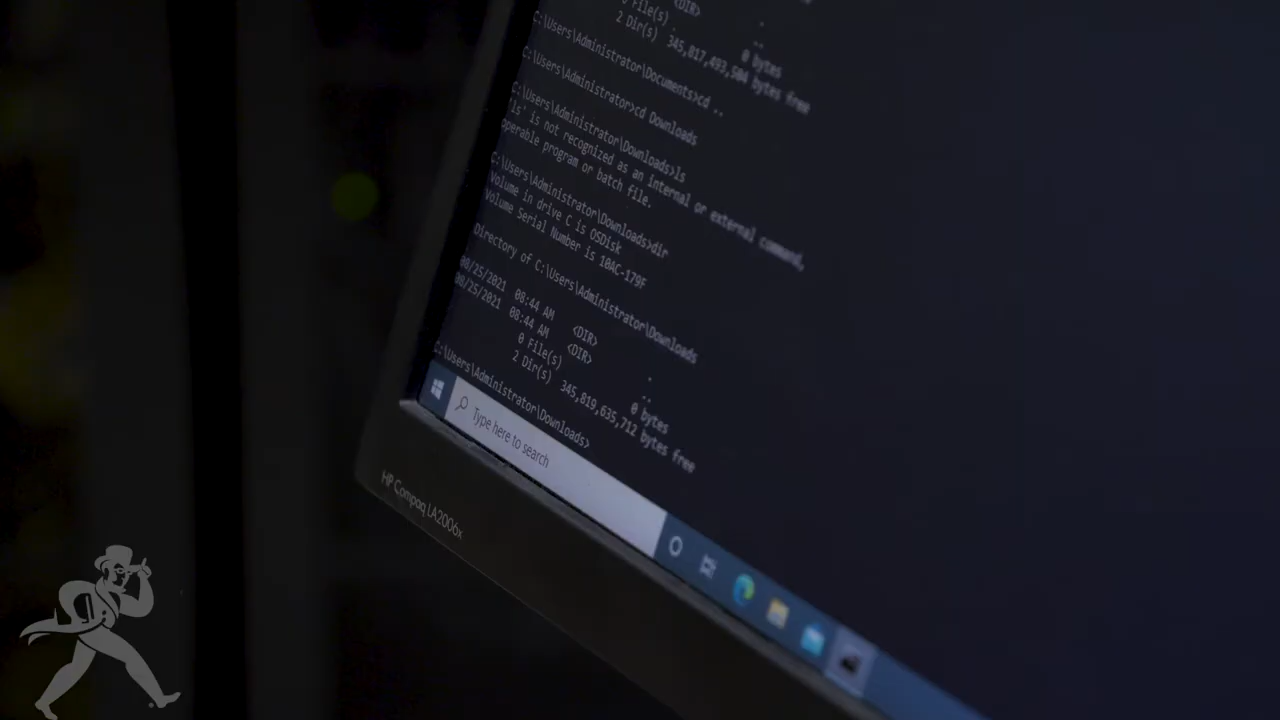 0 File(s) 0 bytes
2 Dir(s) 345,817,493,504 bytes free
C:\Users\Administrator\Documents>cd ..
C:\Users\Administrator>cd Downloads
C:\Users\Administrator\Downloads>ls
'ls' is not recognized as an internal or external command,
operable program or batch file.
C:\Users\Administrator\Downloads>dir
Volume in drive C is OSDisk
Volume Serial Number is 10AC-179F
Directory of C:\Users\Administrator\Downloads
08/25/2021 08:44 AM <DIR> .
08/25/2021 08:44 AM <DIR> ..
0 File(s) 0 bytes
2 Dir(s) 345,819,635,712 bytes free
C:\Users\Administrator\Downloads>
Type here to search
HP Compaq LA2006x